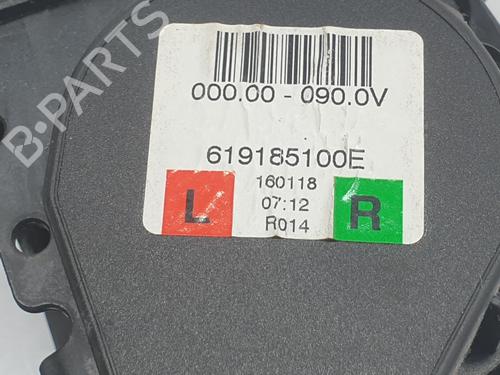 B-PARTS
000.00 - 090.0V
619185100E
160118
L 07:12 R
R014